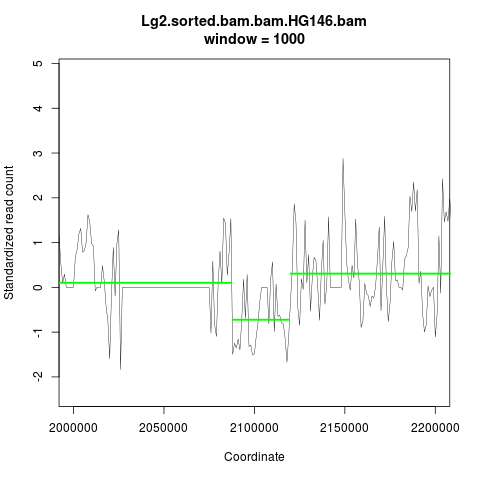 Lg2.sorted.bam.bam.HG146.bam
window = 1000
Standardized read count
5
4
3
2
1
0
-1
-2
2000000 2050000 2100000 2150000 2200000
Coordinate